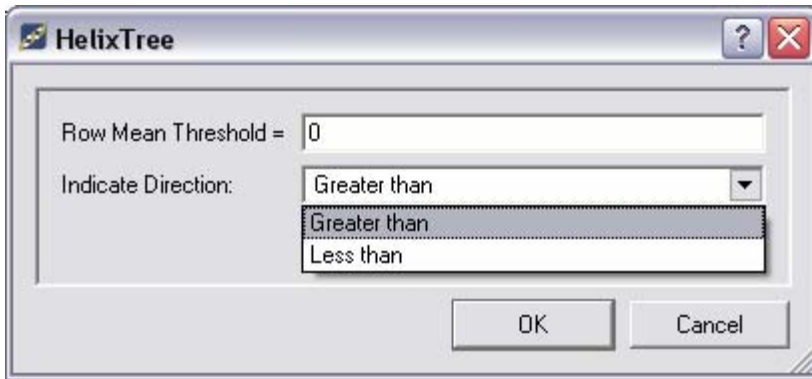 HelixTree
?
Row Mean Threshold = 0
Indicate Direction: Greater than
Greater than
Less than
OK Cancel